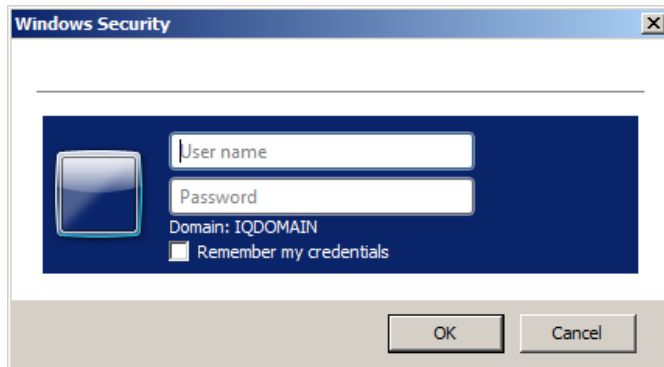 Windows Security
User name
Password
Domain: IQDOMAIN
Remember my credentials
OK
Cancel